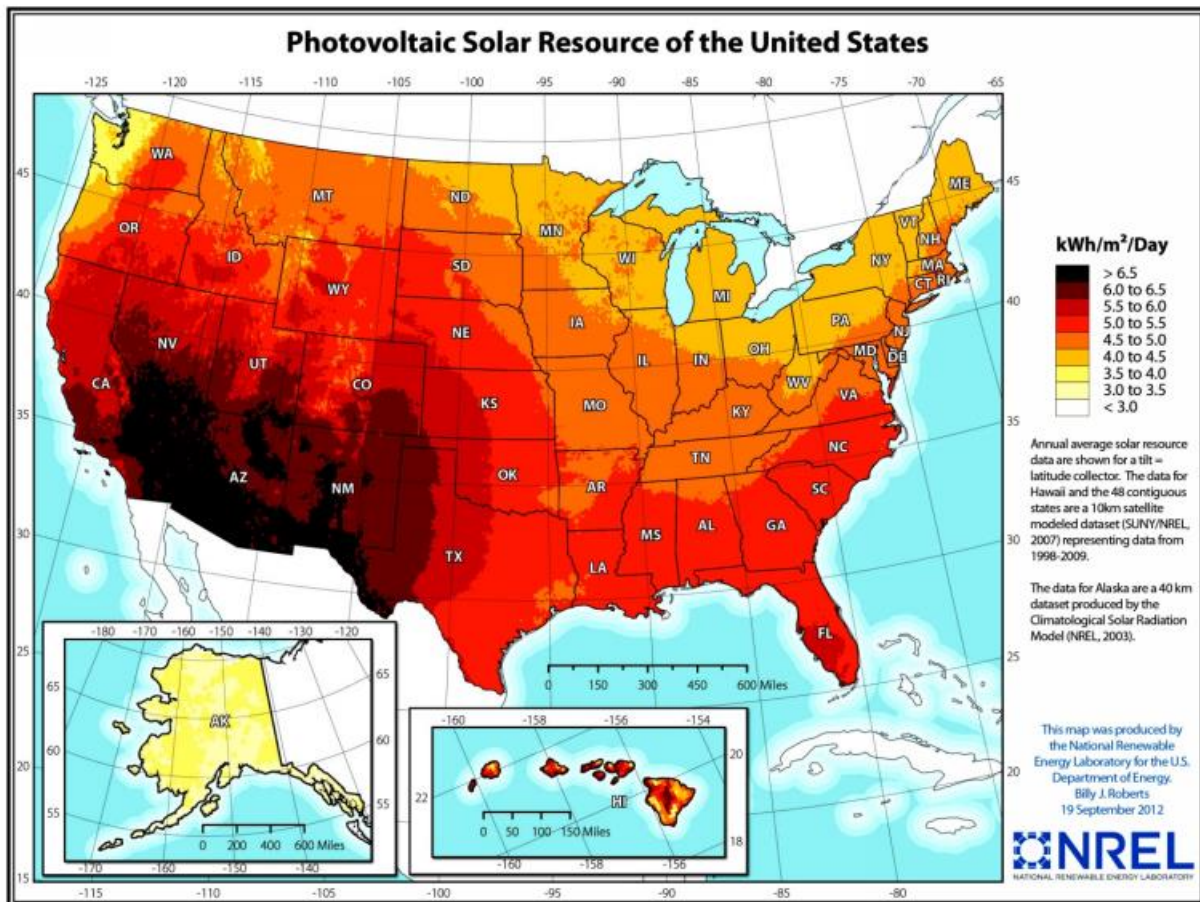 Photovoltaic Solar Resource of the United States
-125 -120 -115 -110 -105 -100 -95 -90 -85 -80 -75 -70 -65
45 45
40 40
35 35
30 30
25 25
20 20
15
-115 -110 -105 -100 -95 -90 -85 -80
WA
MT
ND
MN
ME
VT
NH
OR
ID
SD
WI
NY
MA
CT RI
WY
MI
IA
PA
NE
NJ
NV
OH
MD
DE
UT
IL
IN
CO
WV
VA
CA
KS
MO
KY
NC
TN
OK
AZ
NM
AR
SC
MS
AL
GA
TX
LA
FL
0 150 300 450 600 Miles
-180 -170 -160 -150 -140 -130 -120
65 65
AK
60 60
55 55
0 200 400 600 Miles
-170 -160 -150 -140
-160 -158 -156 -154
20
22
HI
0 50 100 150 Miles
18
-160 -158 -156
kWh/m²/Day
> 6.5
6.0 to 6.5
5.5 to 6.0
5.0 to 5.5
4.5 to 5.0
4.0 to 4.5
3.5 to 4.0
3.0 to 3.5
< 3.0
Annual average solar resource
data are shown for a tilt =
latitude collector. The data for
Hawaii and the 48 contiguous
states are a 10km satellite
modeled dataset (SUNY/NREL,
2007) representing data from
1998-2009.
The data for Alaska are a 40 km
dataset produced by the
Climatological Solar Radiation
Model (NREL, 2003).
This map was produced by
the National Renewable
Energy Laboratory for the U.S.
Department of Energy.
Billy J. Roberts
19 September 2012
NREL
NATIONAL RENEWABLE ENERGY LABORATORY